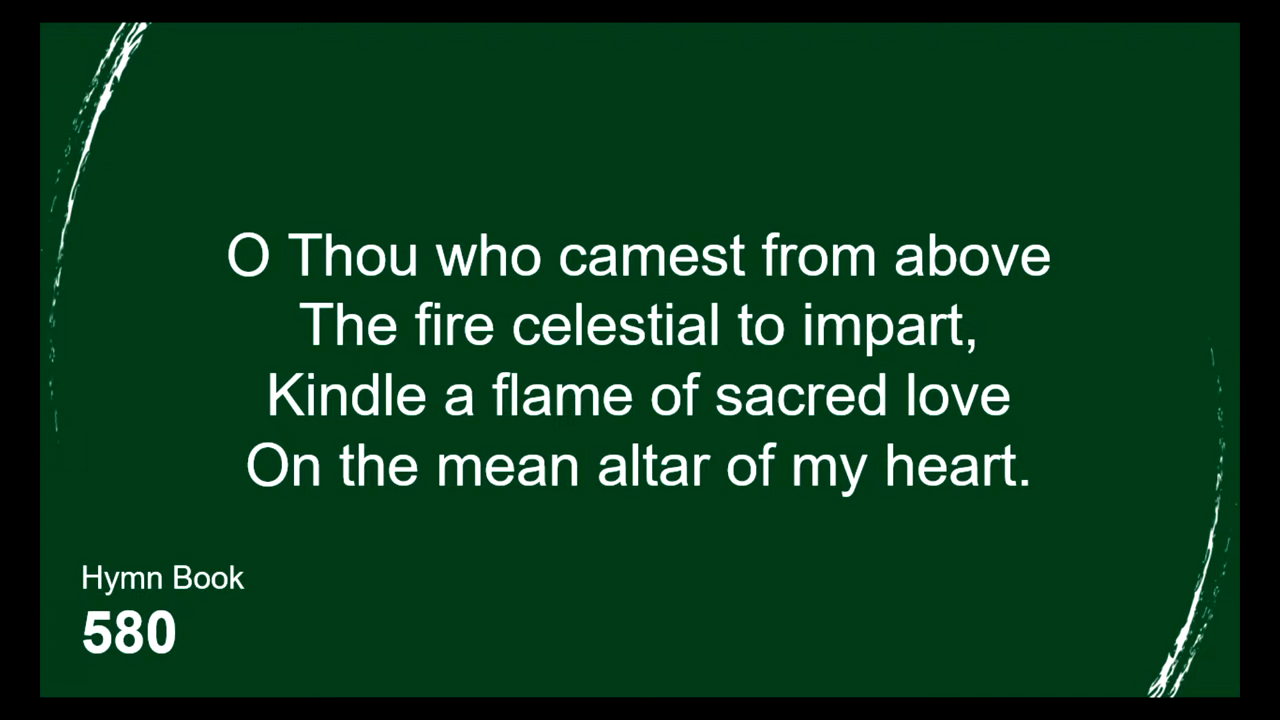 O Thou who camest from above
The fire celestial to impart,
Kindle a flame of sacred love
On the mean altar of my heart.
Hymn Book
580